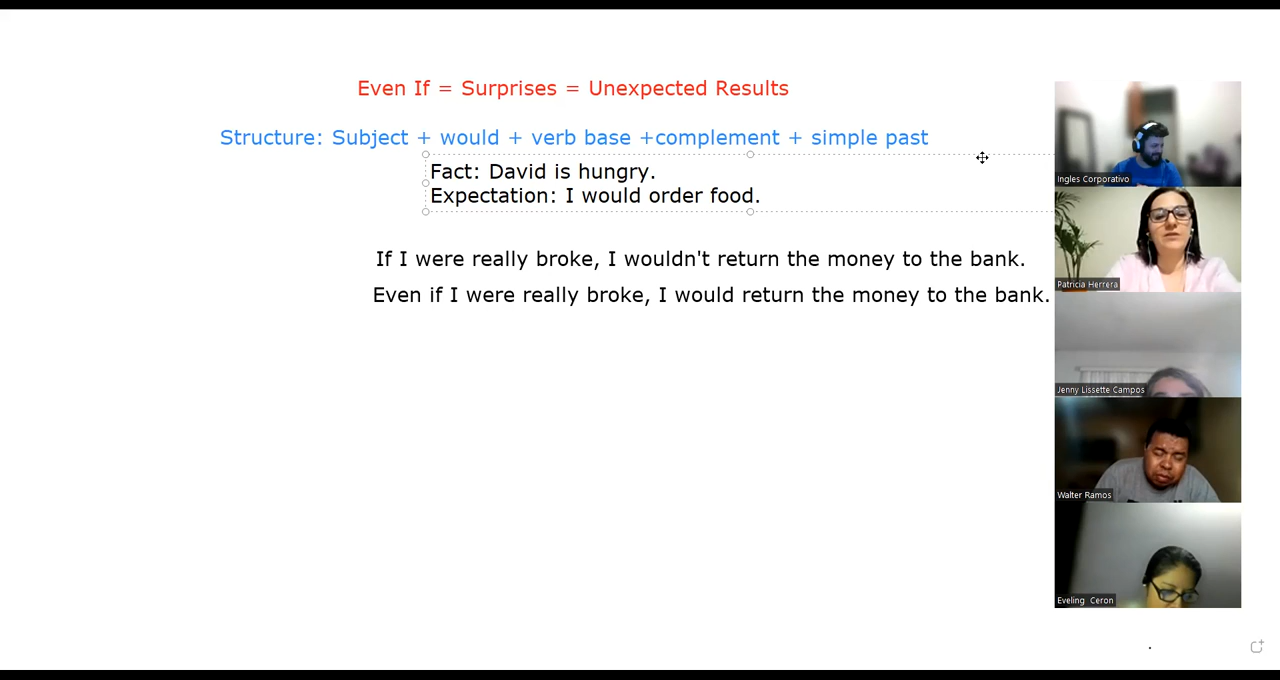 Even If = Surprises = Unexpected Results
Structure: Subject + would + verb base +complement + simple past
Fact: David is hungry.
Expectation: I would order food.
If I were really broke, I wouldn't return the money to the bank.
Even if I were really broke, I would return the money to the bank.
Ingles Corporativo
Patricia Herrera
Jenny Lissette Campos
Walter Ramos
Eveling Ceron